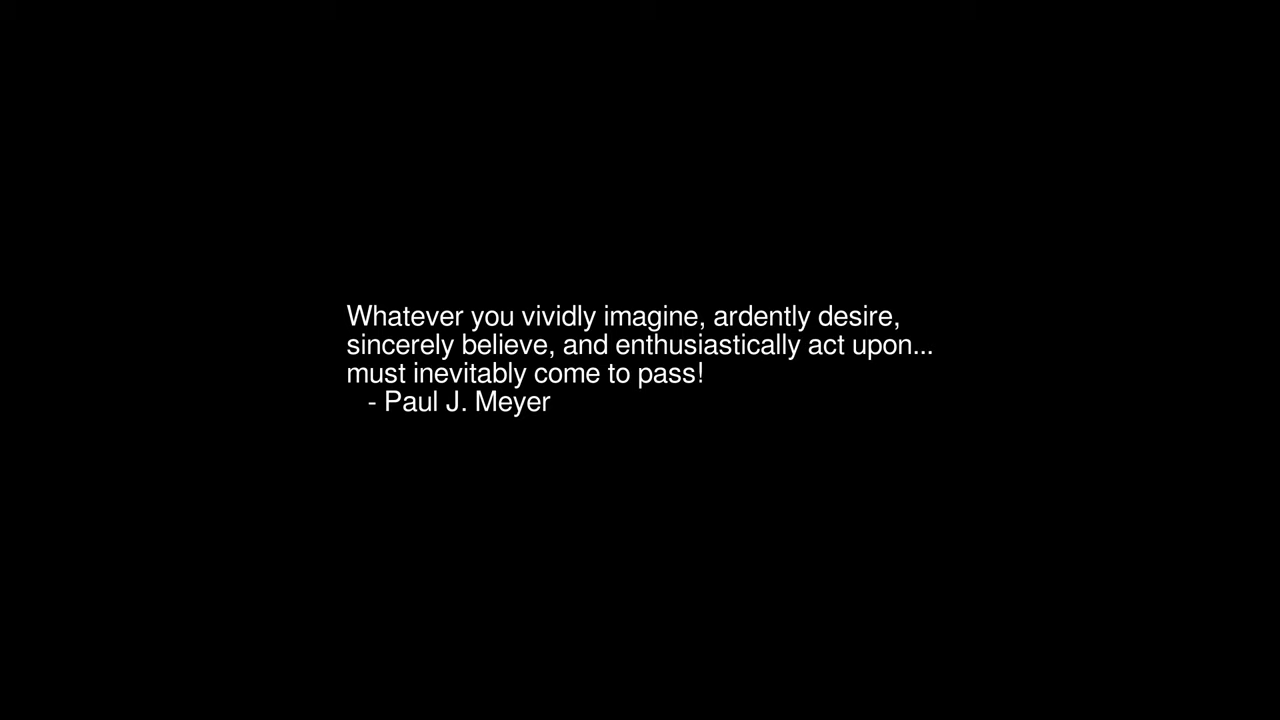 Whatever you vividly imagine, ardently desire,
sincerely believe, and enthusiastically act upon...
must inevitably come to pass!
- Paul J. Meyer